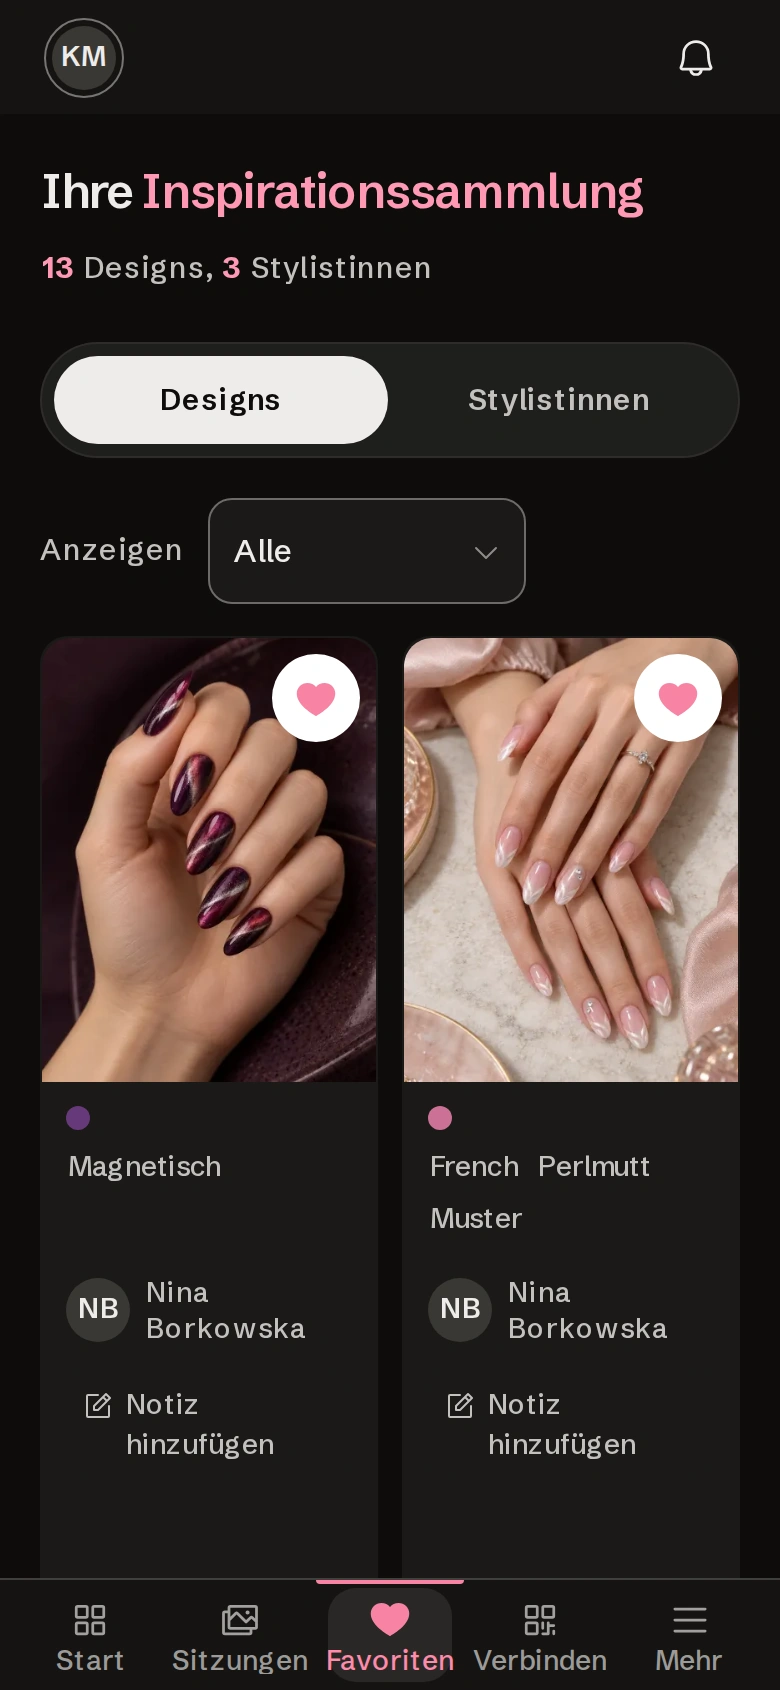 KM
Ihre Inspirationssammlung
13 Designs, 3 Stylistinnen
Designs
Stylistinnen
Anzeigen
Alle
Magnetisch
Nina
Borkowska
NB
Notiz
hinzufügen
French Perlmutt
Muster
NB
Nina
Borkowska
Notiz
hinzufügen
Start
Sitzungen
Favoriten
Verbinden
Mehr